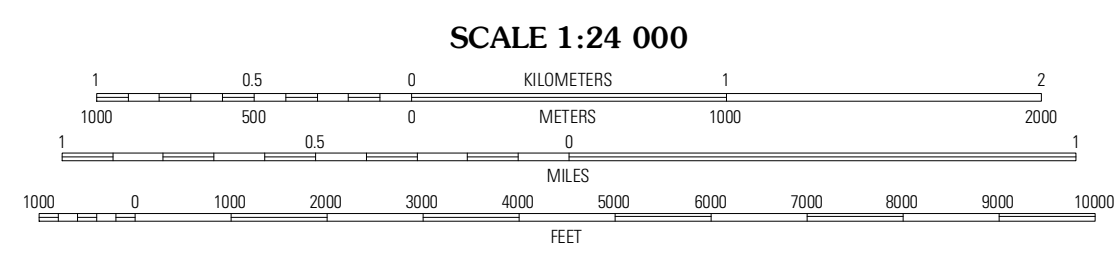 SCALE 1:24 000
1 0.5 0 KILOMETERS 1 2
1000 500 0 METERS 1000 2000
1 0.5 0 1
MILES
1000 0 1000 2000 3000 4000 5000 6000 7000 8000 9000 10000
FEET